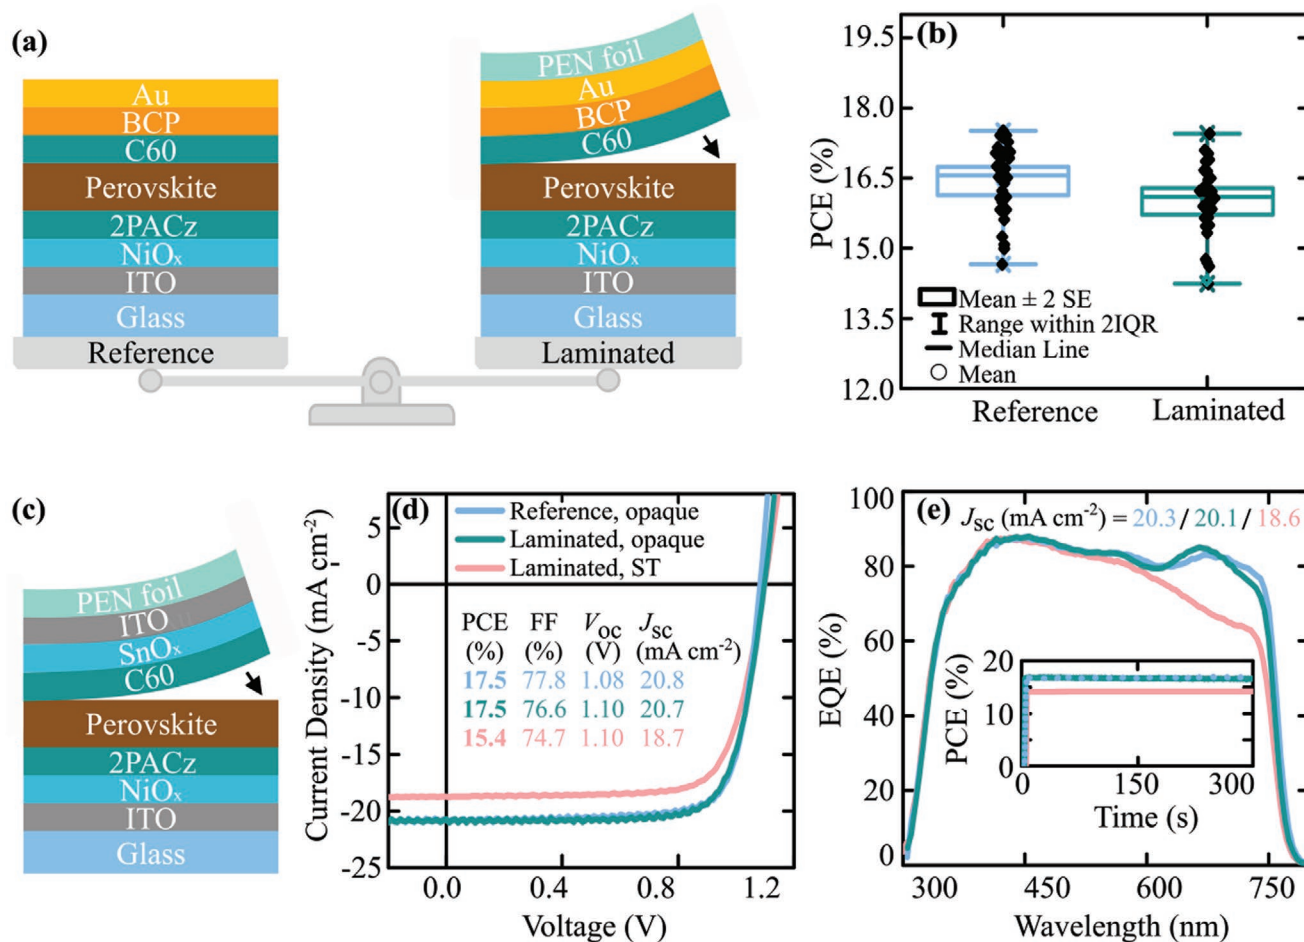 (a)
Au
BCP
C60
Perovskite
2PACz
NiOx
ITO
Glass
Reference
PEN foil
Au
BCP
C60
Perovskite
2PACz
NiOx
ITO
Glass
Laminated
(b)
PCE (%)
19.5
18.0
16.5
15.0
13.5
12.0
Mean ± 2 SE
Range within 2IQR
Median Line
Mean
Reference
Laminated
(c)
PEN foil
ITO
SnOx
C60
Perovskite
2PACz
NiOx
ITO
Glass
(d)
Current Density (mA cm-2)
5
0
-5
-10
-15
-20
-25
Reference, opaque
Laminated, opaque
Laminated, ST
PCE FF Voc Jsc
(%) (%) (V) (mA cm-2)
17.5 77.8 1.08 20.8
17.5 76.6 1.10 20.7
15.4 74.7 1.10 18.7
0.0 0.4 0.8 1.2
Voltage (V)
(e)
Jsc (mA cm-2) = 20.3 / 20.1 / 18.6
EQE (%)
100
80
60
40
20
0
PCE (%)
20
15
10
5
0
0 150 300
Time (s)
300 450 600 750
Wavelength (nm)